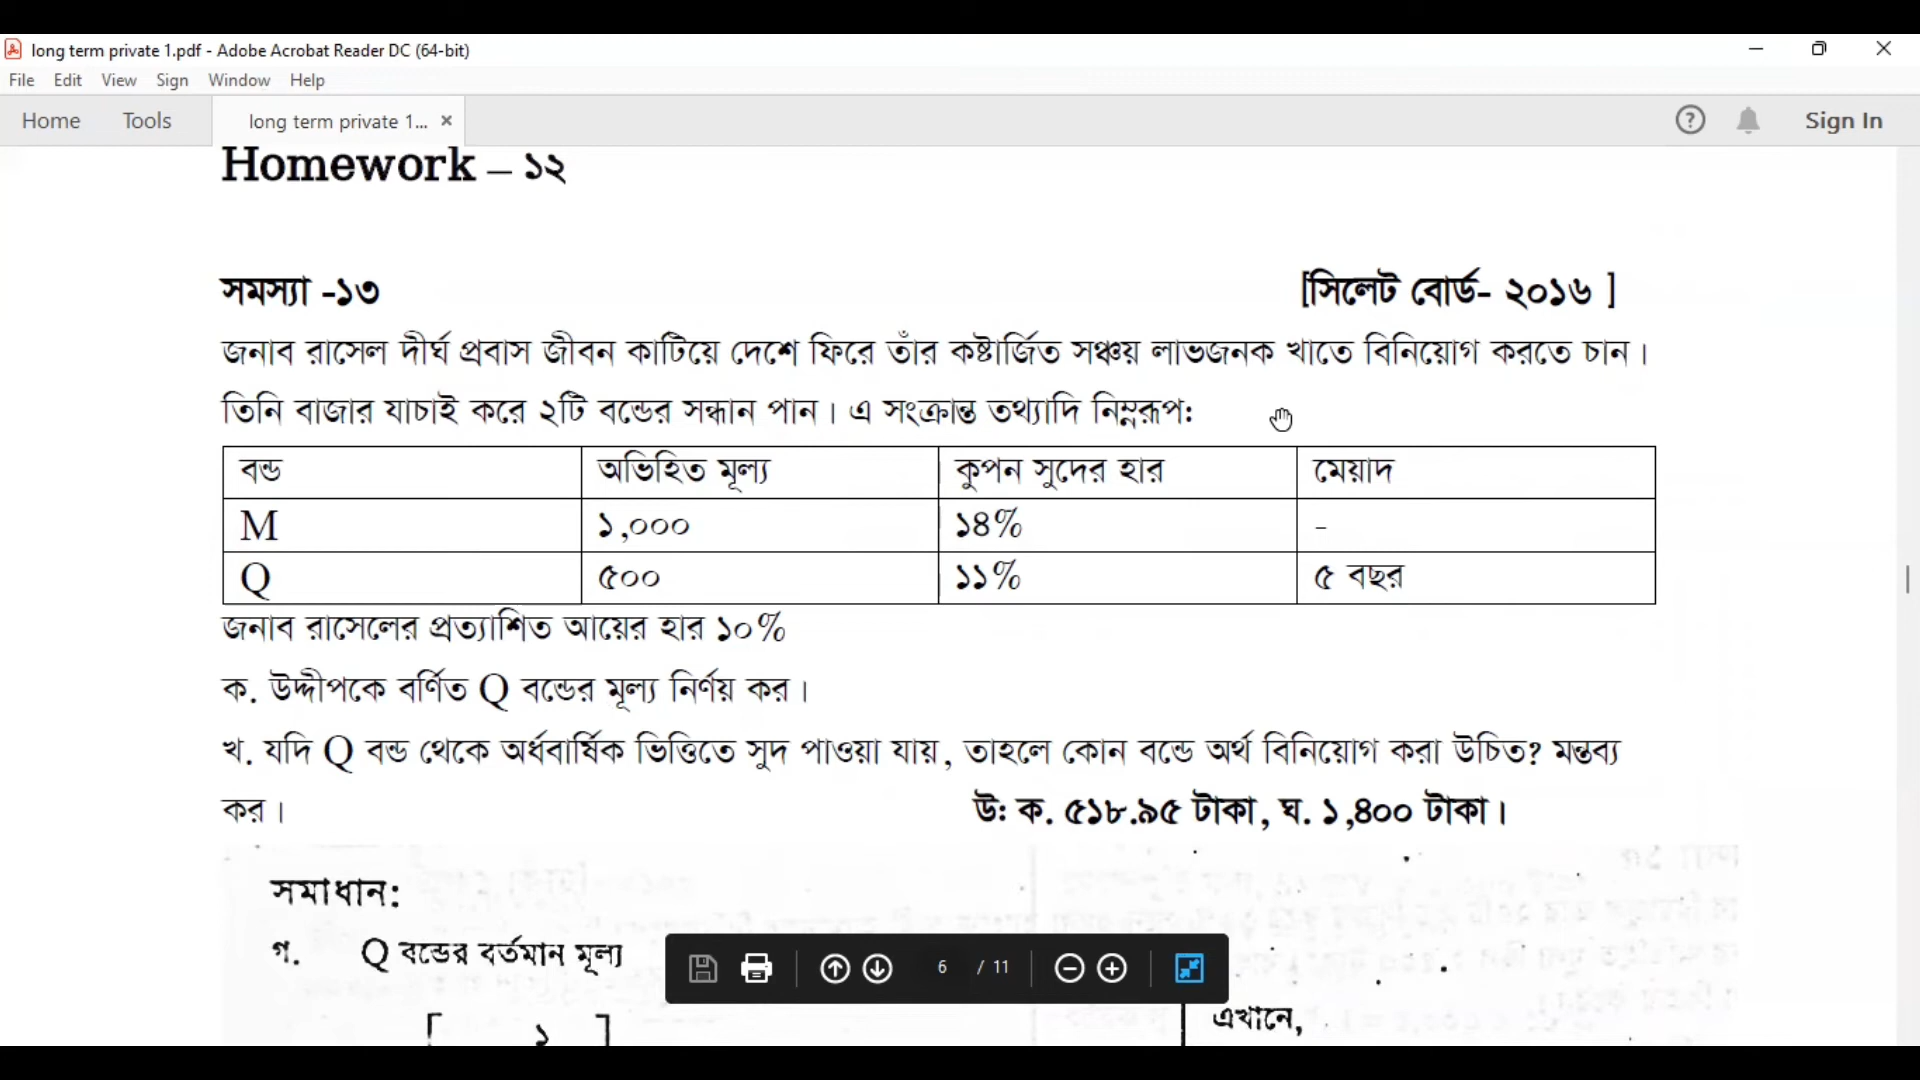 long term private 1.pdf - Adobe Acrobat Reader DC (64-bit)
File Edit View Sign Window Help
Home Tools long term private 1... Sign In
Homework – ১২
সমস্যা -১৩ [সিলেট বোর্ড- ২০১৬ ]
জনাব রাসেল দীর্ঘ প্রবাস জীবন কাটিয়ে দেশে ফিরে তাঁর কষ্টার্জিত সঞ্চয় লাভজনক খাতে বিনিয়োগ করতে চান।
তিনি বাজার যাচাই করে ২টি বন্ডের সন্ধান পান। এ সংক্রান্ত তথ্যাদি নিম্নরূপ:
বন্ড অভিহিত মূল্য কুপন সুদের হার মেয়াদ
M ১,০০০ ১৪% -
Q ৫০০ ১১% ৫ বছর
জনাব রাসেলের প্রত্যাশিত আয়ের হার ১০%
ক. উদ্দীপকে বর্ণিত Q বন্ডের মূল্য নির্ণয় কর।
খ. যদি Q বন্ড থেকে অর্ধবার্ষিক ভিত্তিতে সুদ পাওয়া যায়, তাহলে কোন বন্ডে অর্থ বিনিয়োগ করা উচিত? মন্তব্য
কর। উঃ ক. ৫১৮.৯৫ টাকা, ঘ. ১,৪০০ টাকা।
সমাধান:
গ. Q বন্ডের বর্তমান মূল্য
6 / 11
এখানে,